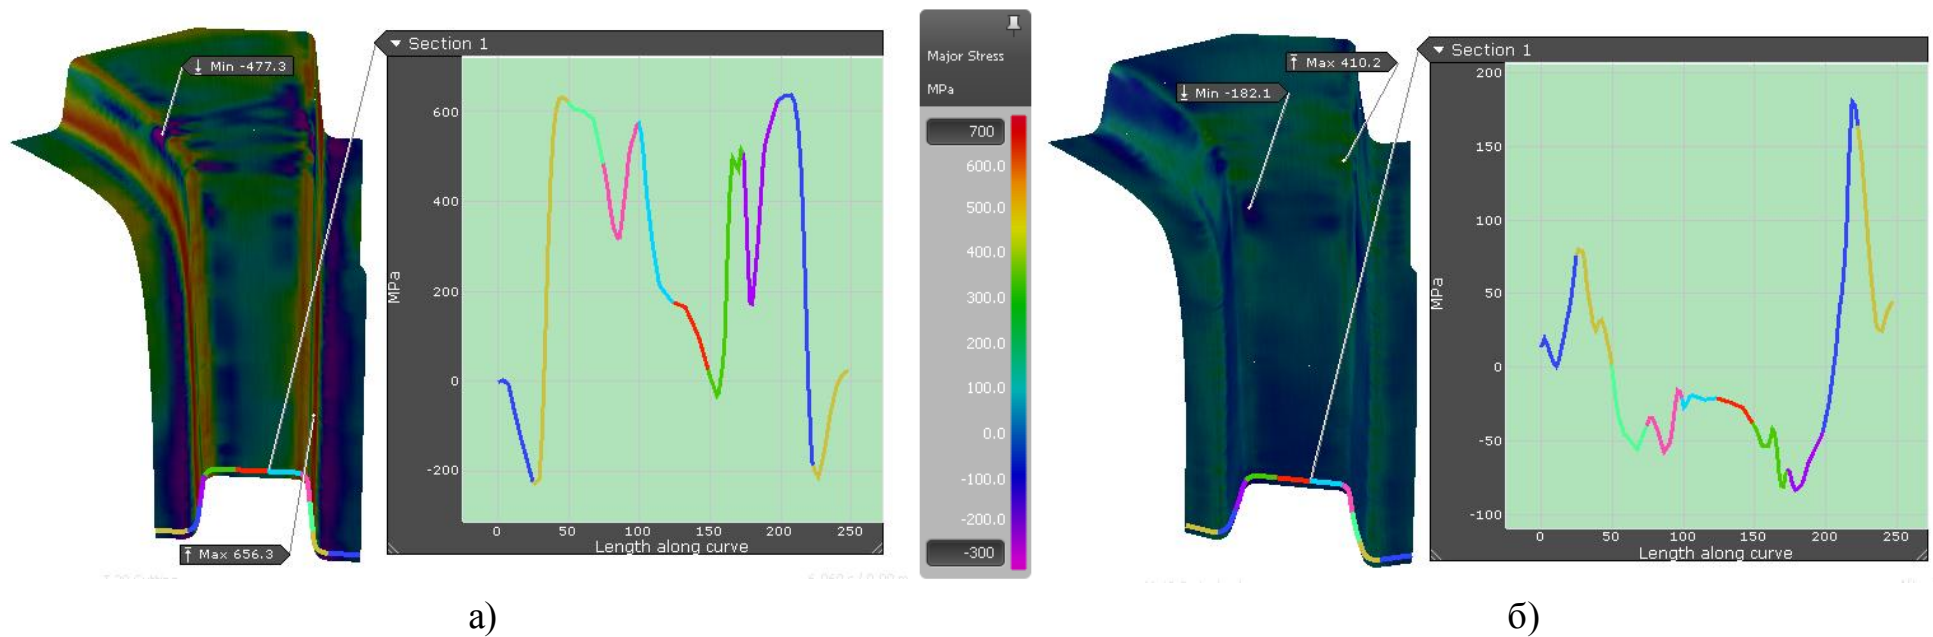 Min -477.3
Max 656.3
Section 1
600
400
200
0
-200
MPa
0
50
100
150
200
250
Length along curve
Major Stress
MPa
700
600.0
500.0
400.0
300.0
200.0
100.0
0.0
-100.0
-200.0
-300
Max 410.2
Min -182.1
Section 1
200
150
100
50
0
-50
-100
MPa
0
50
100
150
200
250
Length along curve
а)
б)